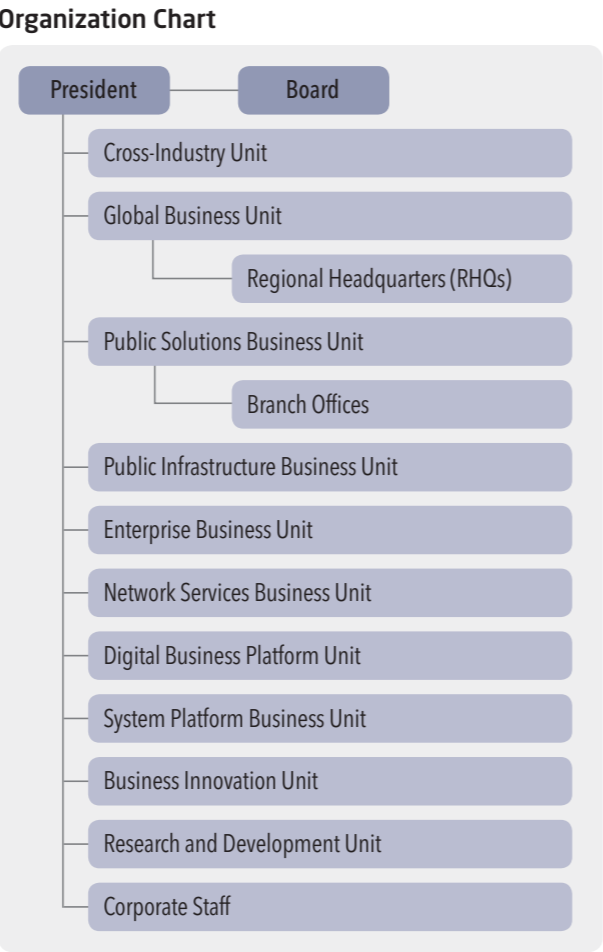 Organization Chart
President
Board
Cross-Industry Unit
Global Business Unit
Regional Headquarters (RHQs)
Public Solutions Business Unit
Branch Offices
Public Infrastructure Business Unit
Enterprise Business Unit
Network Services Business Unit
Digital Business Platform Unit
System Platform Business Unit
Business Innovation Unit
Research and Development Unit
Corporate Staff